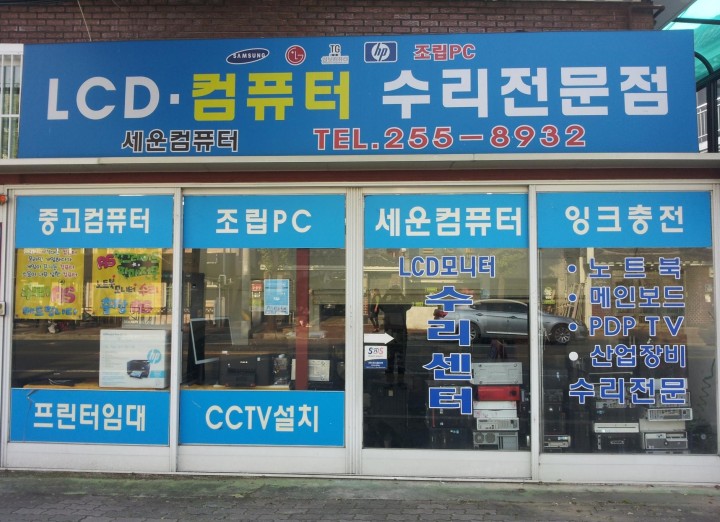 SAMSUNG LG TG hp 조립PC
LCD·컴퓨터 수리전문점
세운컴퓨터 TEL.255-8932
중고컴퓨터
조립PC
세운컴퓨터
잉크충전
LCD모니터
수리센터
·노트북
·메인보드
·PDP TV
·산업장비
수리전문
hp
프린터임대
CCTV설치